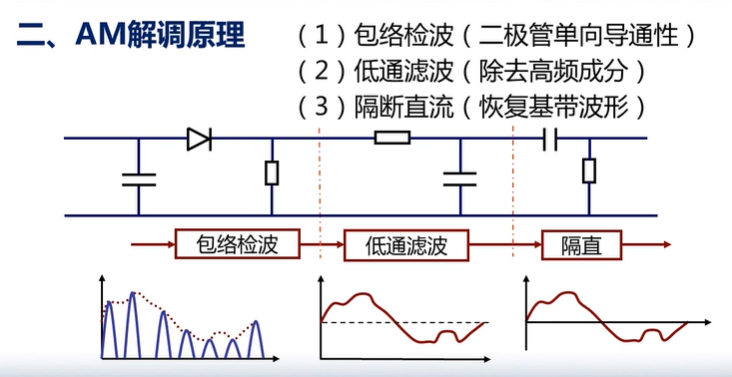 二、AM解调原理
（1）包络检波（二极管单向导通性）
（2）低通滤波（除去高频成分）
（3）隔断直流（恢复基带波形）
包络检波
低通滤波
隔直